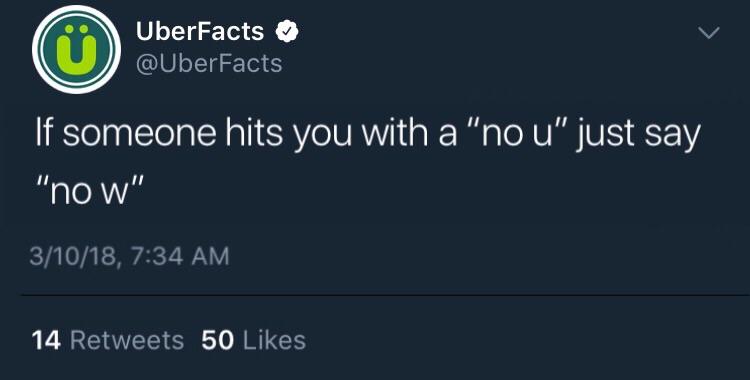 Ü
UberFacts
@UberFacts
If someone hits you with a “no u” just say
“no w”
3/10/18, 7:34 AM
14 Retweets 50 Likes